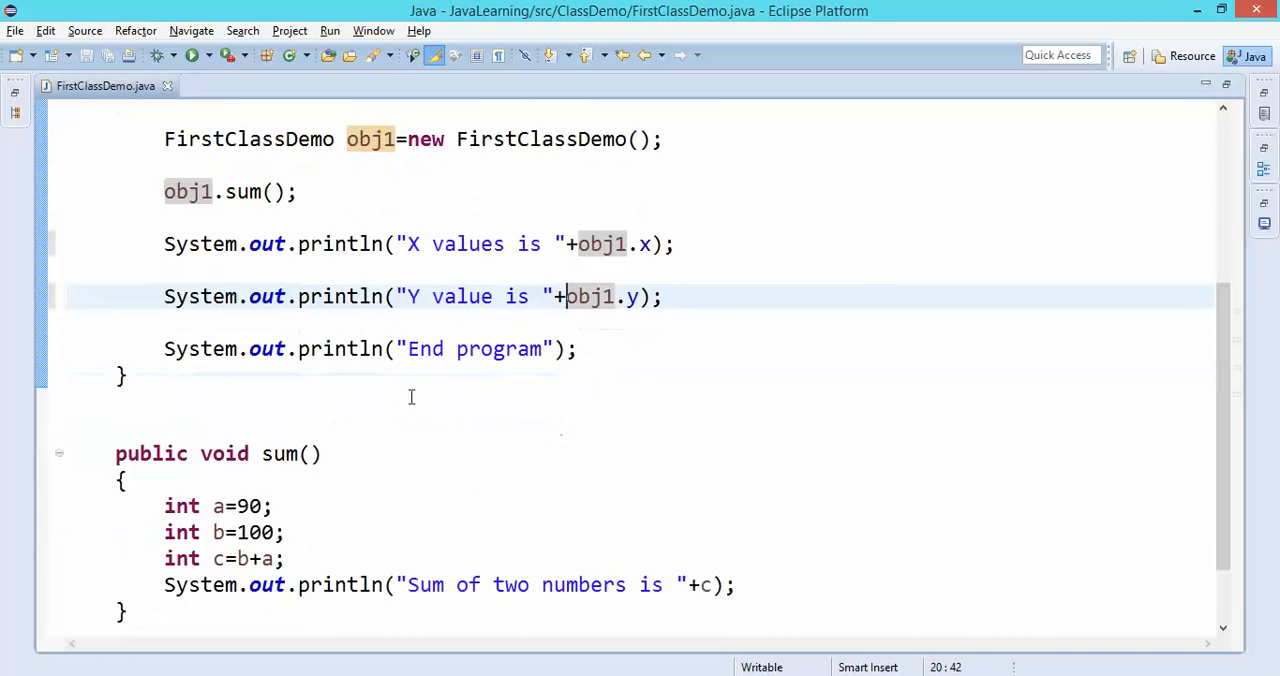 Java - JavaLearning/src/ClassDemo/FirstClassDemo.java - Eclipse Platform
File Edit Source Refactor Navigate Search Project Run Window Help
Quick Access Resource Java
FirstClassDemo.java
FirstClassDemo obj1=new FirstClassDemo();
obj1.sum();
System.out.println("X values is "+obj1.x);
System.out.println("Y value is "+obj1.y);
System.out.println("End program");
}
public void sum()
{
int a=90;
int b=100;
int c=b+a;
System.out.println("Sum of two numbers is "+c);
}
Writable Smart Insert 20 : 42